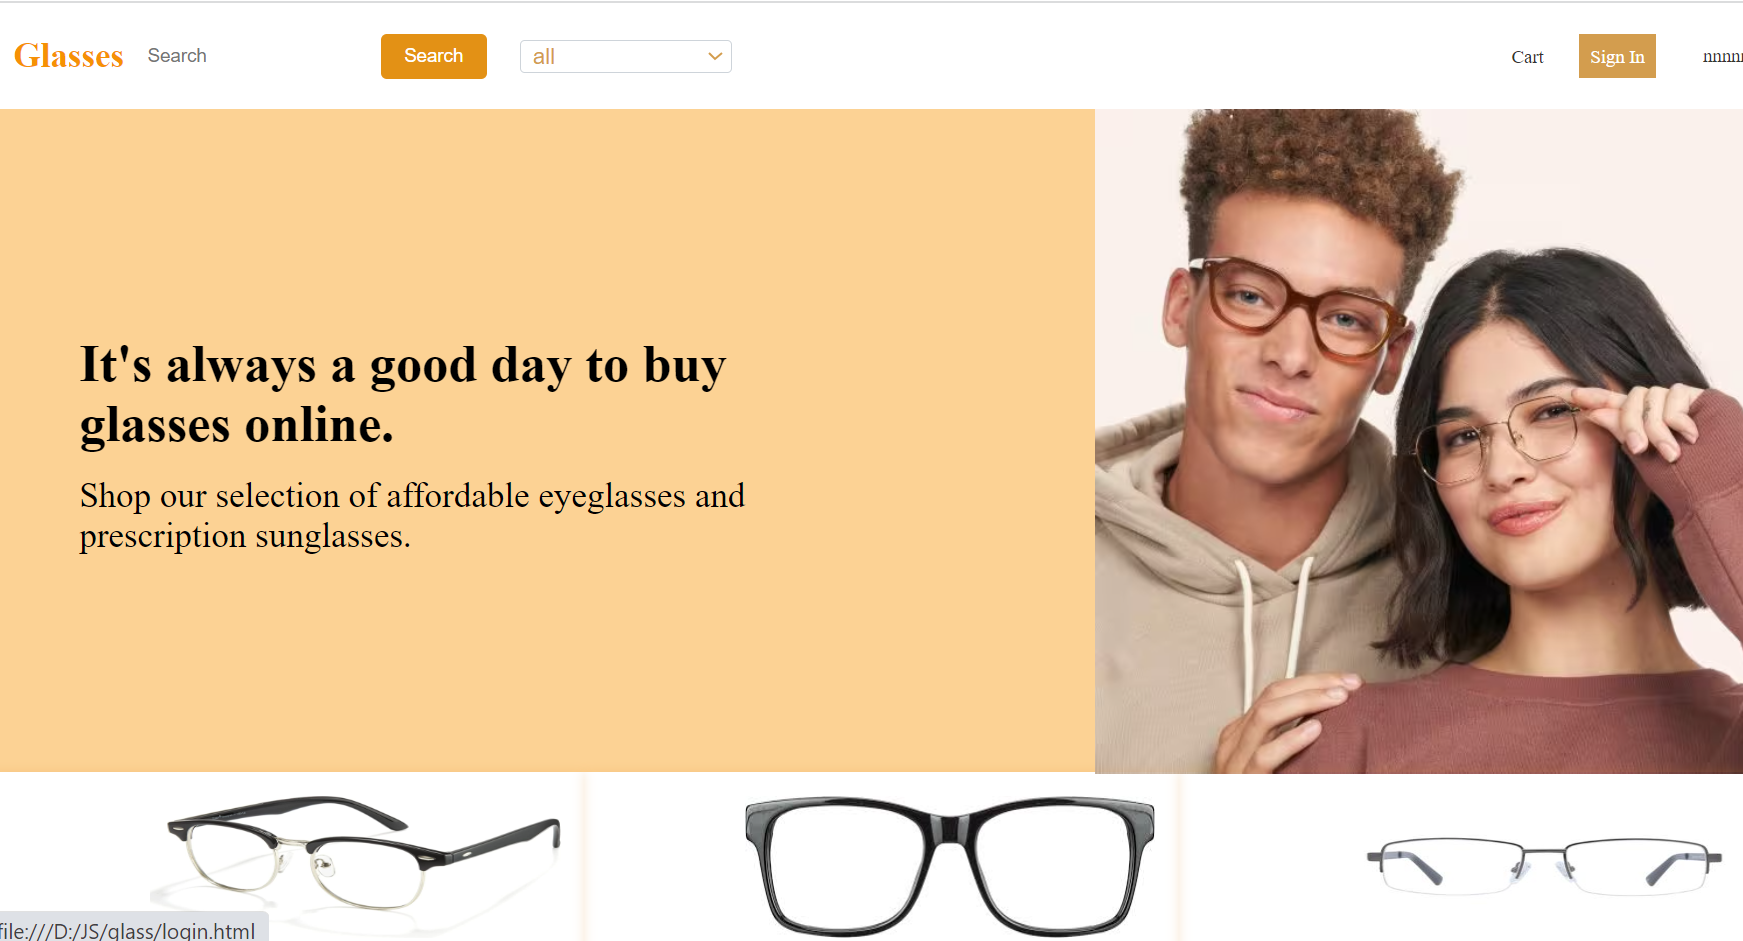 Glasses Search Search all Cart Sign In
It's always a good day to buy
glasses online.
Shop our selection of affordable eyeglasses and
prescription sunglasses.
file:///D:/JS/glass/login.html